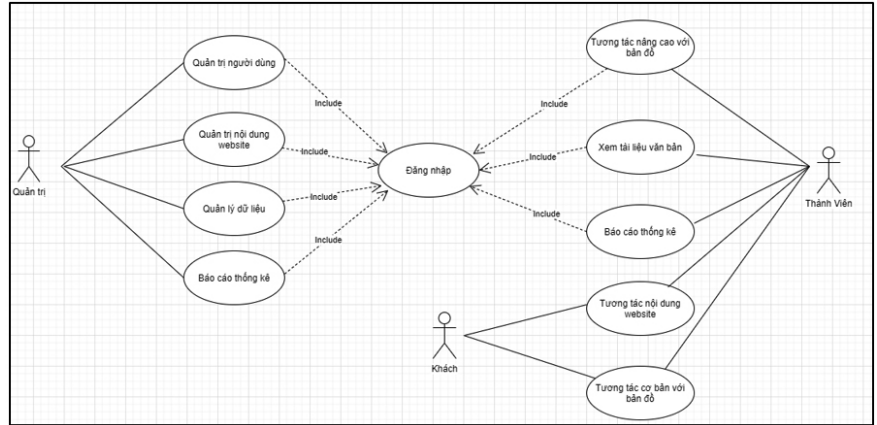 Quản trị người dùng
Include
Quản trị nội dung
website
Include
Quản trị
Quản lý dữ liệu
Include
Báo cáo thống kê
Include
Đăng nhập
Tương tác nâng cao với
bản đồ
Include
Xem tài liệu văn bản
Include
Thành Viên
Báo cáo thống kê
Include
Tương tác nội dung
website
Khách
Tương tác cơ bản với
bản đồ